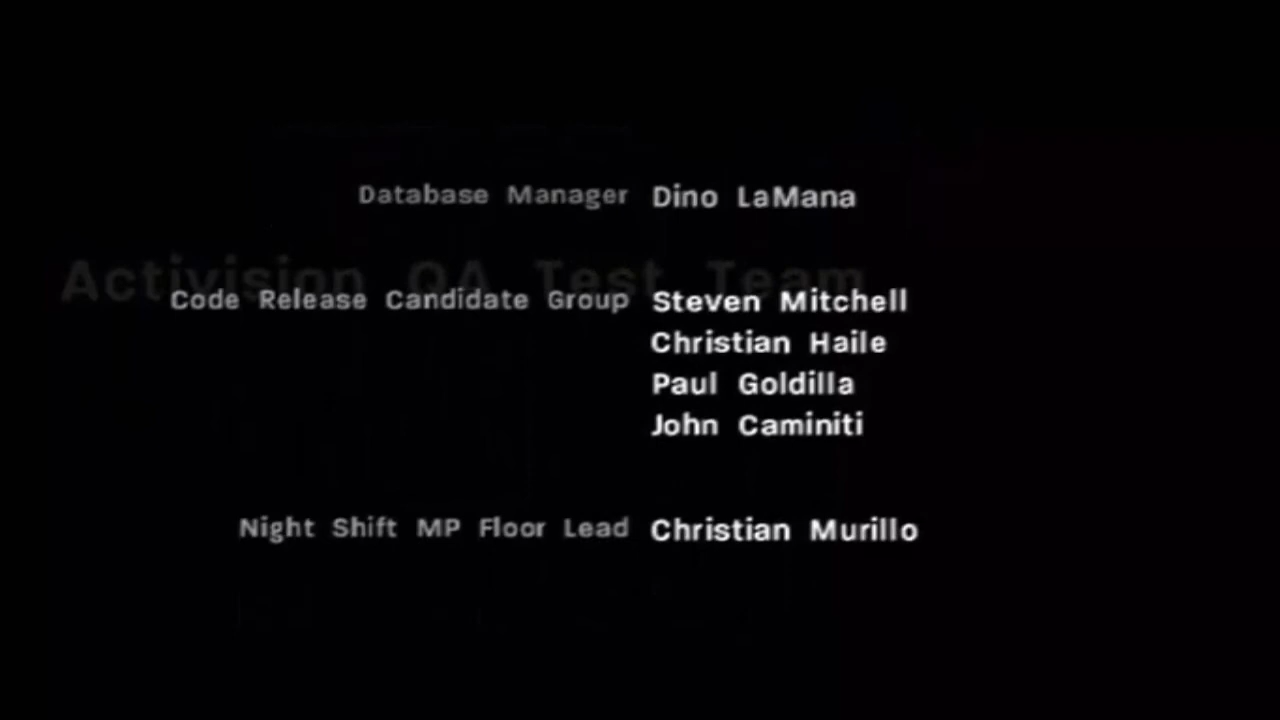 Database Manager Dino LaMana
Activision QA Test Team
Code Release Candidate Group Steven Mitchell
Christian Haile
Paul Goldilla
John Caminiti
Night Shift MP Floor Lead Christian Murillo